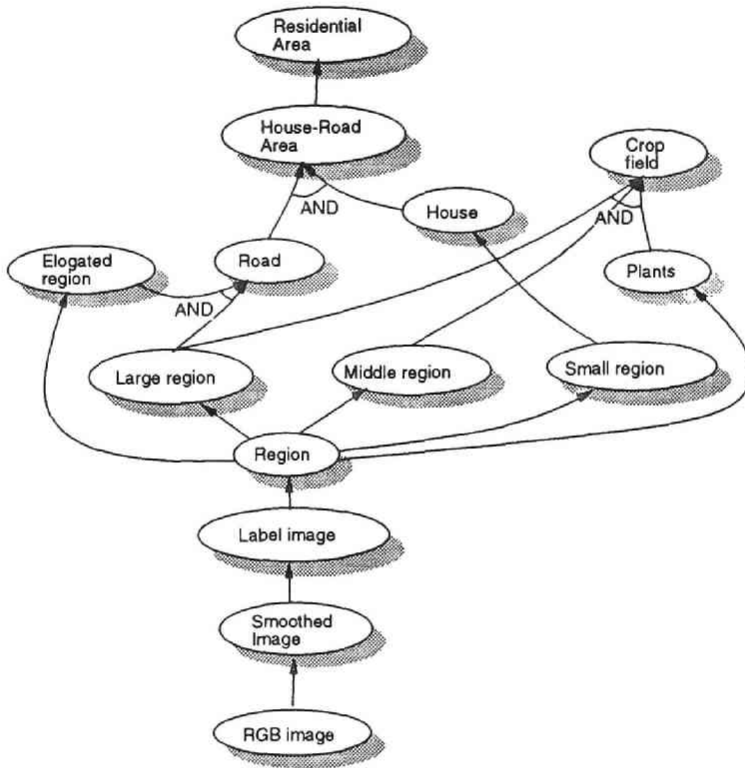 Residential
Area
House-Road
Area
Crop
field
AND
House
AND
Elogated
region
Road
Plants
AND
Large region
Middle region
Small region
Region
Label image
Smoothed
Image
RGB image